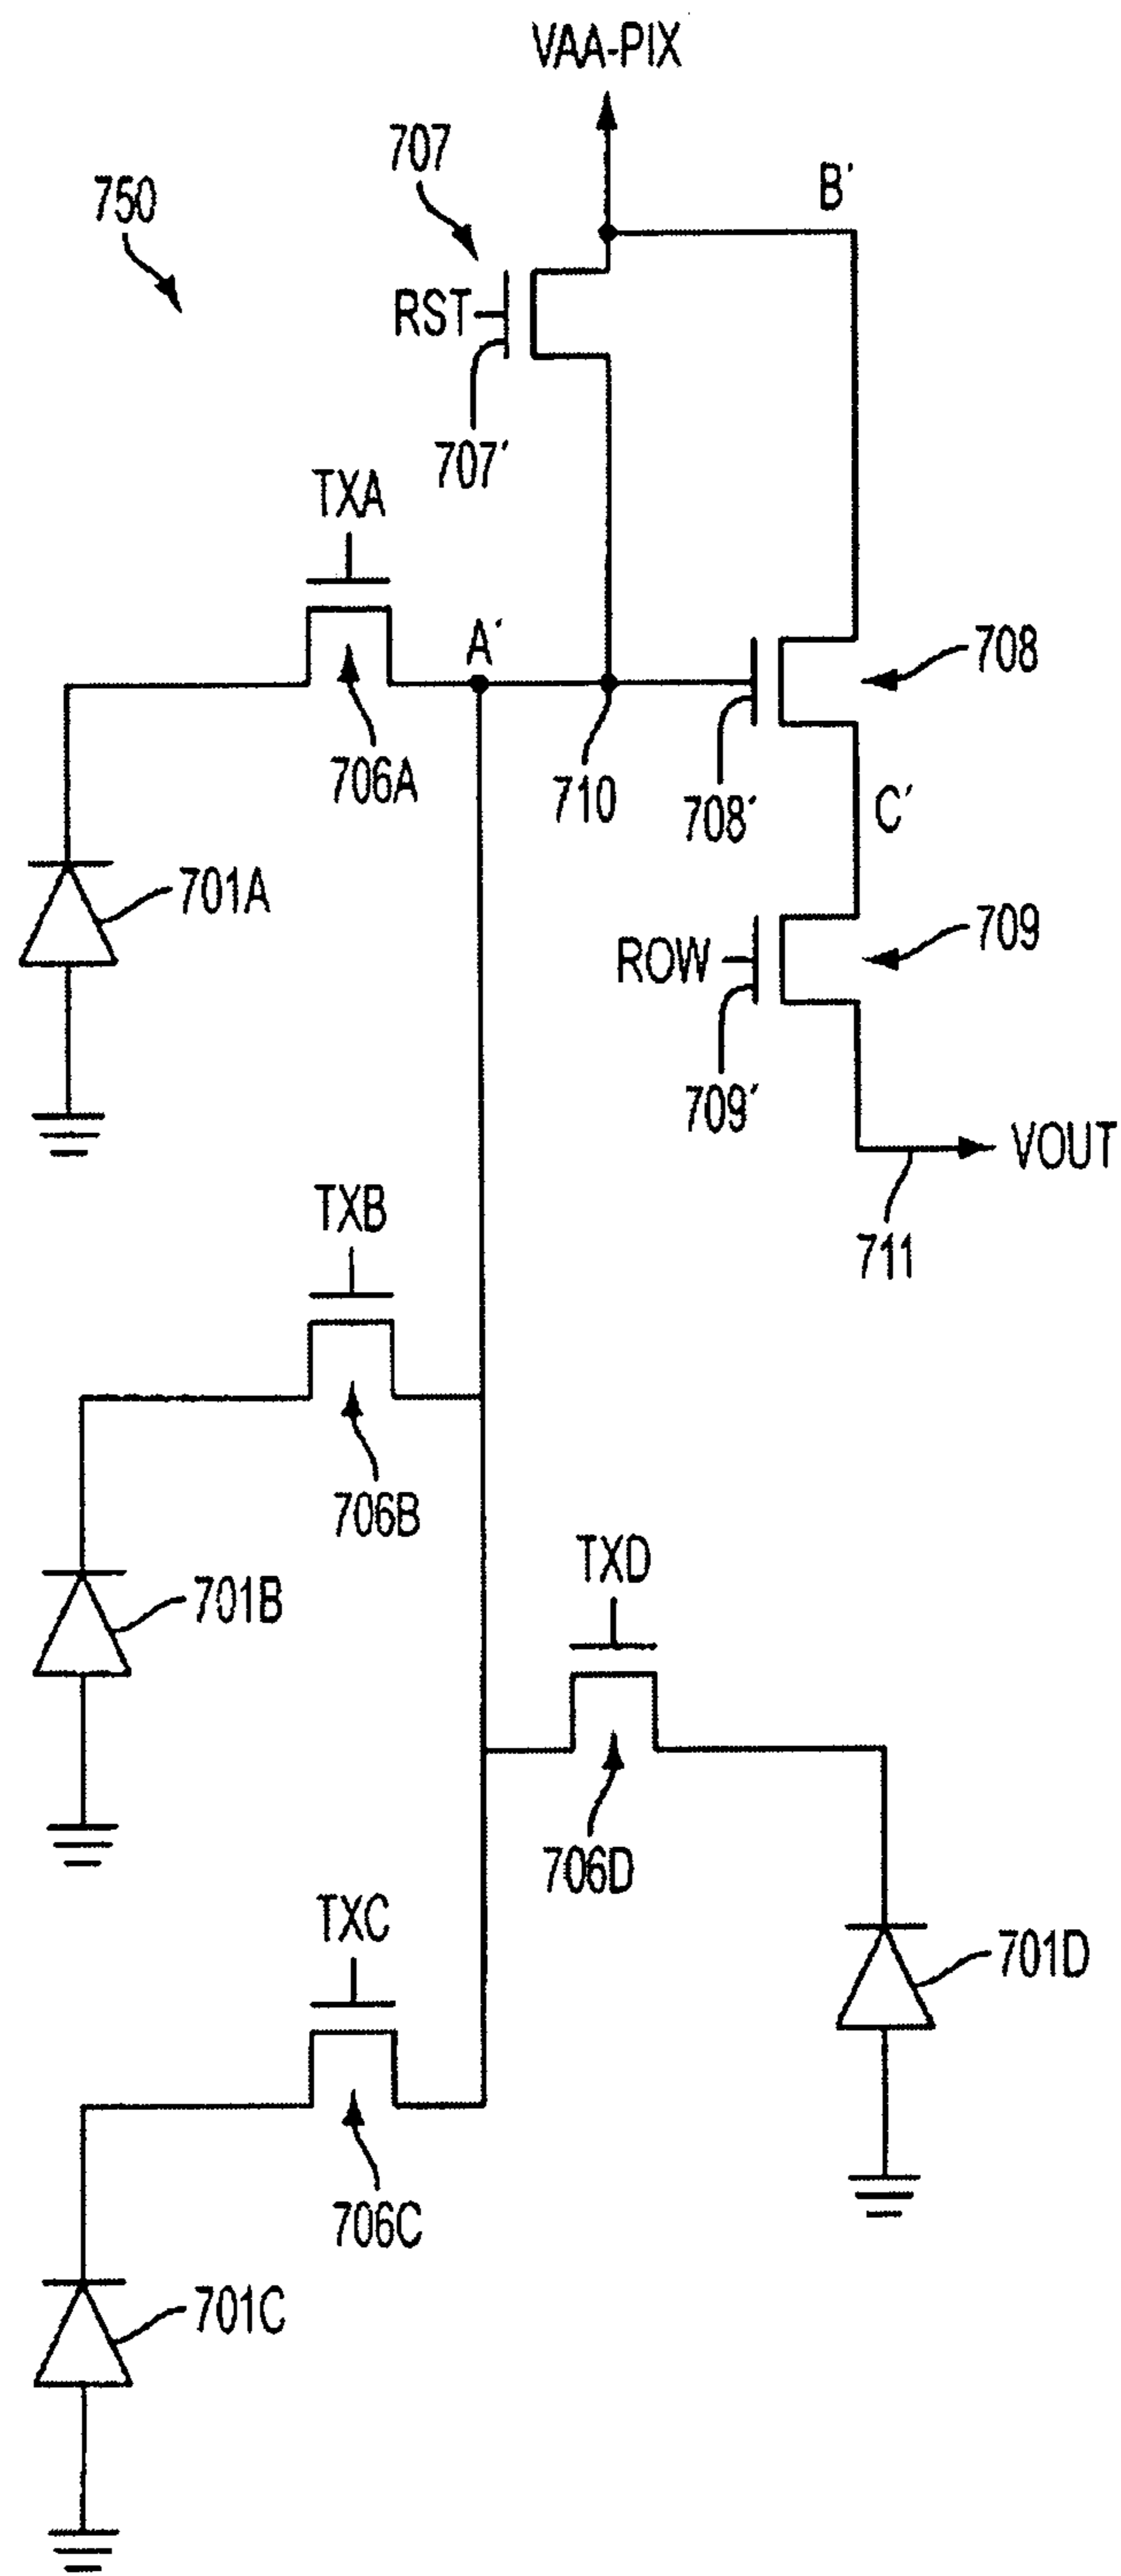 VAA-PIX
707
B′
750
RST
707′
TXA
A′
708
706A
710
708′
C′
701A
ROW
709
709′
VOUT
711
TXB
706B
701B
TXD
706D
TXC
701D
706C
701C